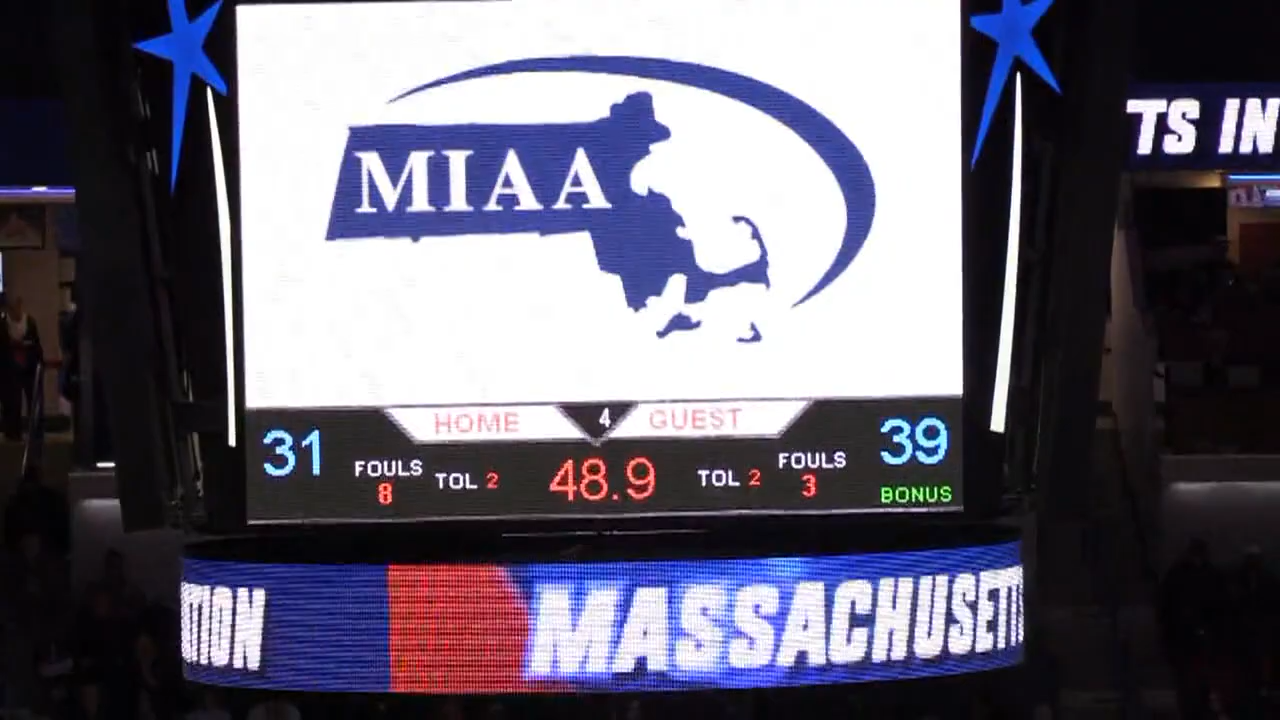 TS IN
MIAA
HOME 4 GUEST
31 FOULS 8 TOL 2 48.9 TOL 2 FOULS 3 39
BONUS
TION MASSACHUSETT